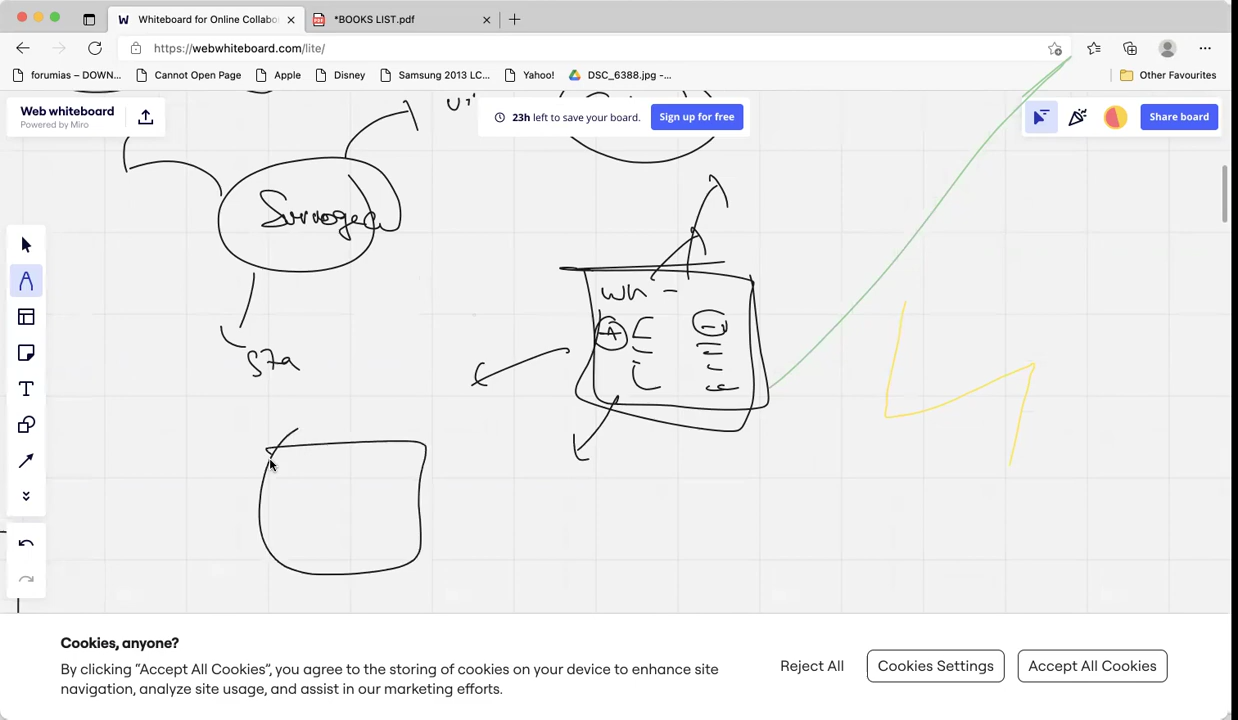 Whiteboard for Online Collabo
*BOOKS LIST.pdf
https://webwhiteboard.com/lite/
forumias – DOWN...
Cannot Open Page
Apple
Disney
Samsung 2013 LC...
Yahoo!
DSC_6388.jpg -...
Other Favourites
Web whiteboard
Powered by Miro
23h left to save your board.
Sign up for free
Share board
Wh -
A
Cookies, anyone?
By clicking “Accept All Cookies”, you agree to the storing of cookies on your device to enhance site
navigation, analyze site usage, and assist in our marketing efforts.
Reject All
Cookies Settings
Accept All Cookies